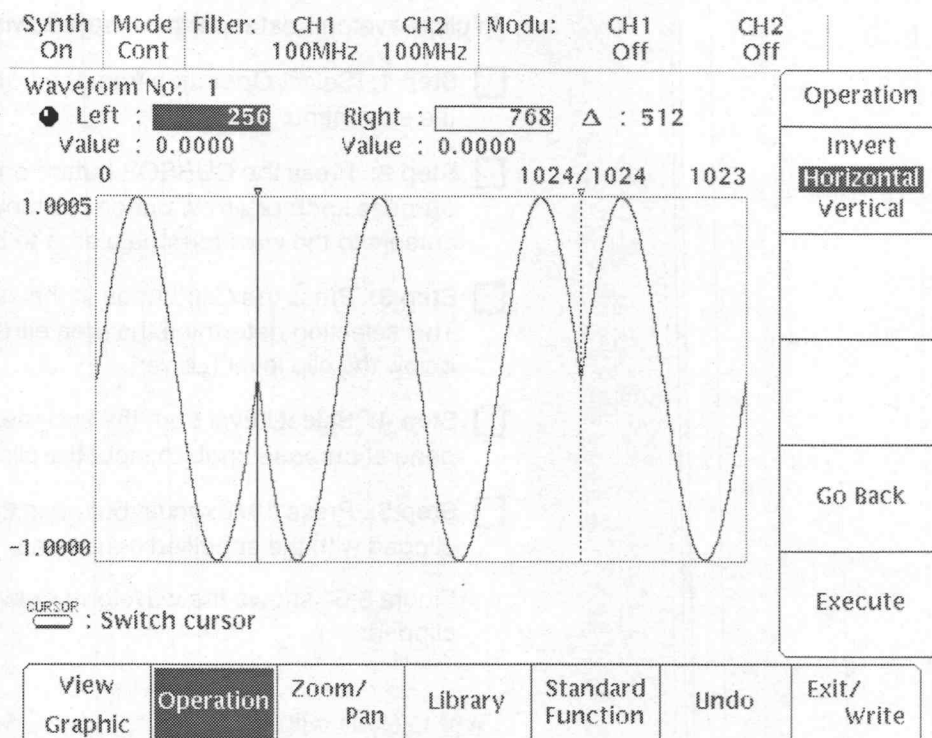 Synth Mode Filter: CH1 CH2 Modu: CH1 CH2
On Cont 100MHz 100MHz Off Off
Waveform No:
Left : 256 Right : 768 Δ : 512
Value : 0.0000 Value : 0.0000
0 1024/1024 1023
1.0005
-1.0000
CURSOR
: Switch cursor
Operation
Invert
Horizontal
Vertical
Go Back
Execute
View
Graphic
Operation
Zoom/
Pan
Library
Standard
Function
Undo
Exit/
Write